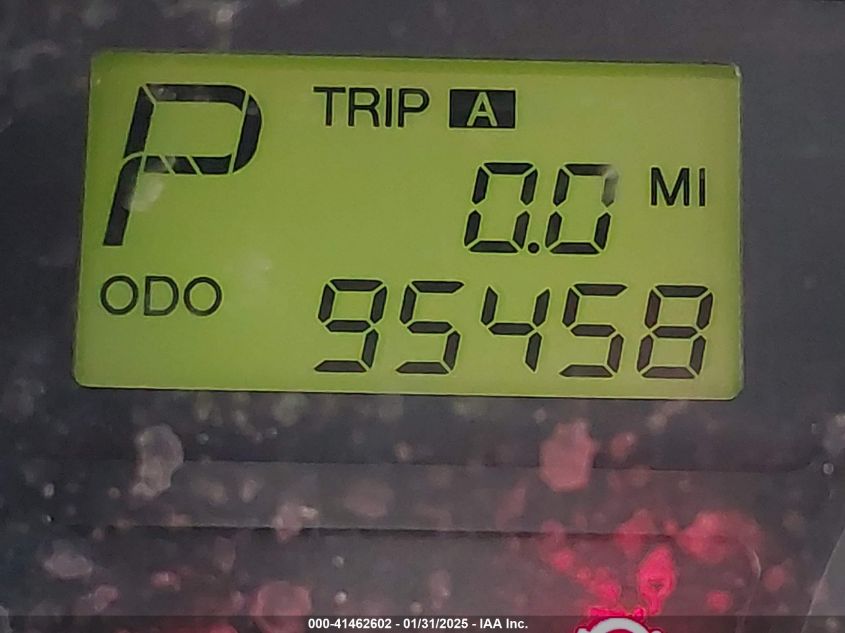 P
TRIP A
0.0 MI
ODO
95458
000-41462602 - 01/31/2025 - IAA Inc.